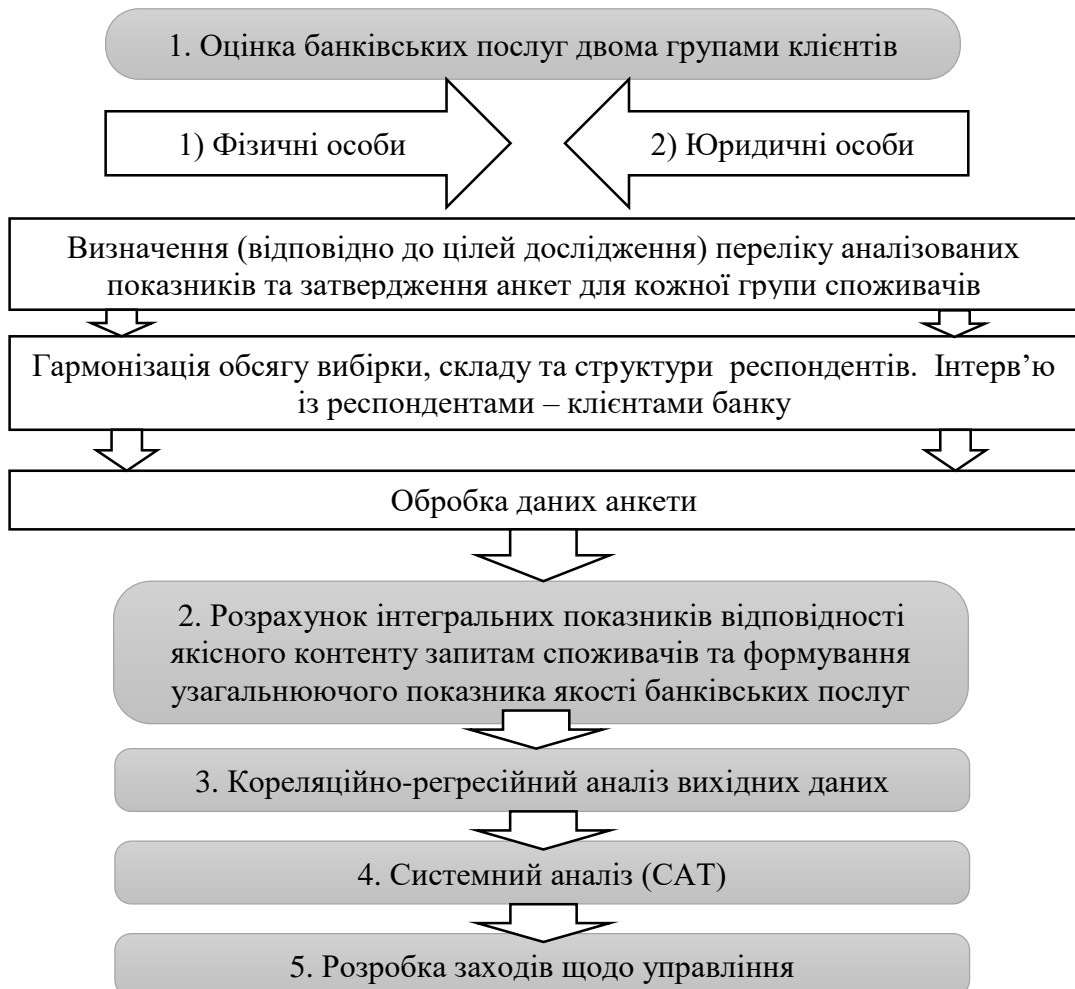 1. Оцінка банківських послуг двома групами клієнтів
1) Фізичні особи
2) Юридичні особи
Визначення (відповідно до цілей дослідження) переліку аналізованих
показників та затвердження анкет для кожної групи споживачів
Гармонізація обсягу вибірки, складу та структури респондентів. Інтерв’ю
із респондентами – клієнтами банку
Обробка даних анкети
2. Розрахунок інтегральних показників відповідності
якісного контенту запитам споживачів та формування
узагальнюючого показника якості банківських послуг
3. Кореляційно-регресійний аналіз вихідних даних
4. Системний аналіз (САТ)
5. Розробка заходів щодо управління